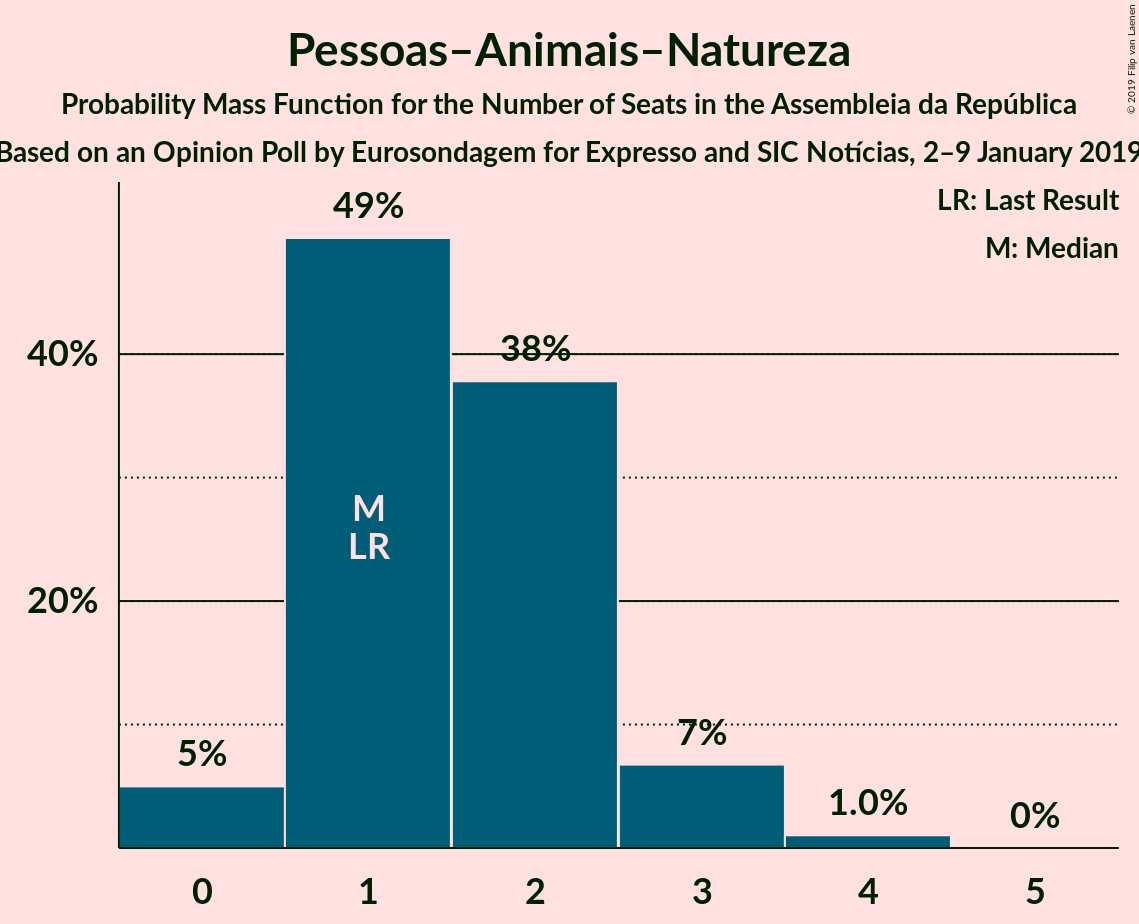 Pessoas–Animais–Natureza
Probability Mass Function for the Number of Seats in the Assembleia da República
Based on an Opinion Poll by Eurosondagem for Expresso and SIC Notícias, 2–9 January 2019
© 2019 Filip van Laenen
LR: Last Result
M: Median
49%
38%
40%
M
LR
20%
7%
5%
1.0%
0%
0 1 2 3 4 5